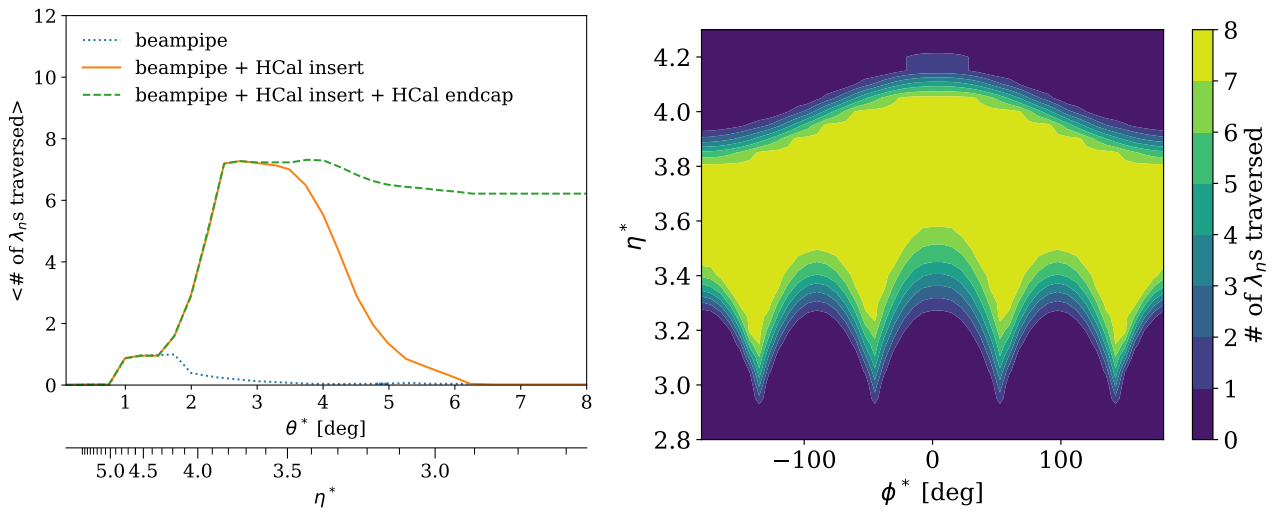 12
10
8
6
4
2
0
<# of λₙs traversed>
beampipe
beampipe + HCal insert
beampipe + HCal insert + HCal endcap
1 2 3 4 5 6 7 8
θ* [deg]
5.0 4.5 4.0 3.5 3.0
η*
4.2
4.0
3.8
3.6
3.4
3.2
3.0
2.8
η*
−100 0 100
ϕ* [deg]
8
7
6
5
4
3
2
1
0
# of λₙs traversed